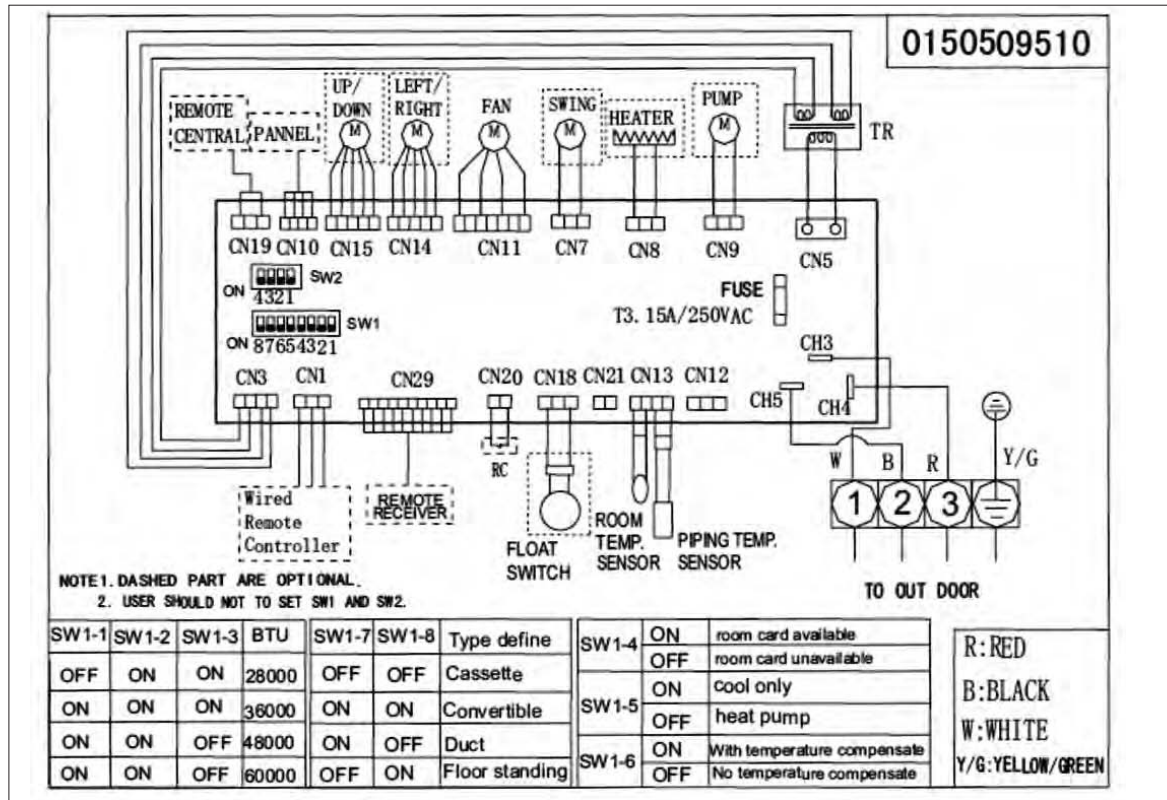 0150509510
REMOTE
CENTRAL
PANNEL
UP/
DOWN
M
LEFT/
RIGHT
M
FAN
M
SWING
M
HEATER
PUMP
M
TR
CN19 CN10 CN15 CN14 CN11 CN7 CN8 CN9 CN5
ON
4321
SW2
ON
87654321
SW1
FUSE
T3. 15A/250VAC
CH3
CH5
CH4
CN3 CN1 CN29 CN20 CN18 CN21 CN13 CN12
Wired
Remote
Controller
REMOTE
RECEIVER
RC
FLOAT
SWITCH
ROOM
TEMP.
SENSOR
PIPING TEMP.
SENSOR
W B R Y/G
1 2 3
TO OUT DOOR
NOTE1. DASHED PART ARE OPTIONAL.
2. USER SHOULD NOT TO SET SW1 AND SW2.
SW1-1 SW1-2 SW1-3 BTU
OFF ON ON 28000
ON ON ON 36000
ON ON OFF 48000
ON ON OFF 60000
SW1-7 SW1-8 Type define
OFF OFF Cassette
ON ON Convertible
ON OFF Duct
OFF ON Floor standing
SW1-4 ON room card available
OFF room card unavailable
SW1-5 ON cool only
OFF heat pump
SW1-6 ON With temperature compensate
OFF No temperature compensate
R:RED
B:BLACK
W:WHITE
Y/G:YELLOW/GREEN